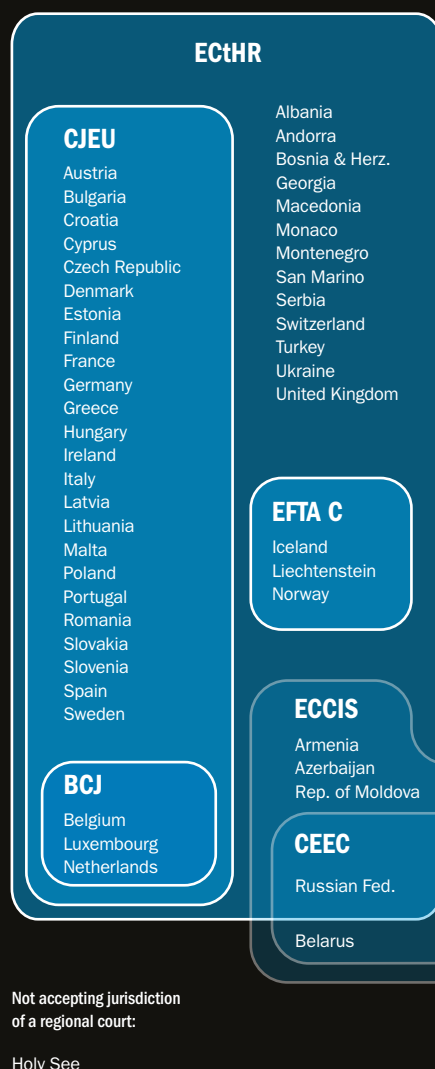 ECtHR
CJEU
Austria
Bulgaria
Croatia
Cyprus
Czech Republic
Denmark
Estonia
Finland
France
Germany
Greece
Hungary
Ireland
Italy
Latvia
Lithuania
Malta
Poland
Portugal
Romania
Slovakia
Slovenia
Spain
Sweden
BCJ
Belgium
Luxembourg
Netherlands
Albania
Andorra
Bosnia & Herz.
Georgia
Macedonia
Monaco
Montenegro
San Marino
Serbia
Switzerland
Turkey
Ukraine
United Kingdom
EFTA C
Iceland
Liechtenstein
Norway
ECCIS
Armenia
Azerbaijan
Rep. of Moldova
CEEC
Russian Fed.
Belarus
Not accepting jurisdiction
of a regional court:
Holy See